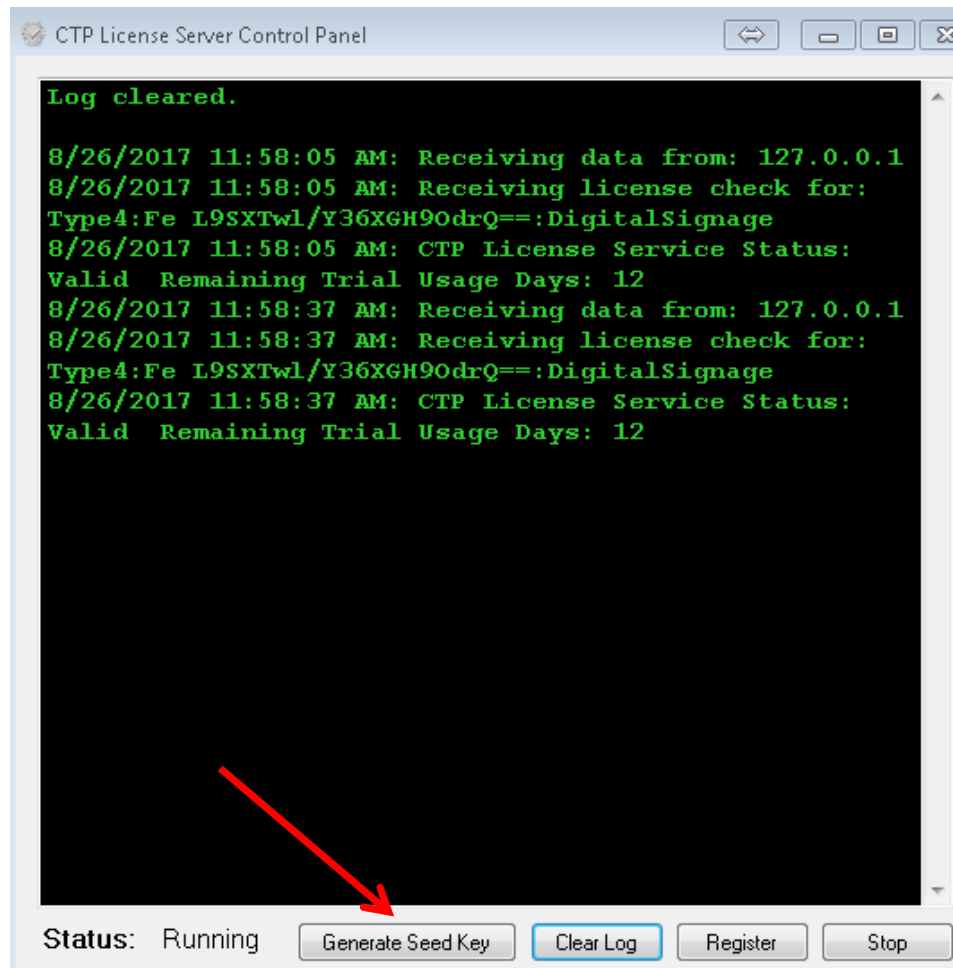 CTP License Server Control Panel
Log cleared.
8/26/2017 11:58:05 AM: Receiving data from: 127.0.0.1
8/26/2017 11:58:05 AM: Receiving license check for:
Type4:Fe L9SXTwl/Y36XGH9OdrQ==:DigitalSignage
8/26/2017 11:58:05 AM: CTP License Service Status:
Valid  Remaining Trial Usage Days: 12
8/26/2017 11:58:37 AM: Receiving data from: 127.0.0.1
8/26/2017 11:58:37 AM: Receiving license check for:
Type4:Fe L9SXTwl/Y36XGH9OdrQ==:DigitalSignage
8/26/2017 11:58:37 AM: CTP License Service Status:
Valid  Remaining Trial Usage Days: 12
Status: Running Generate Seed Key Clear Log Register Stop